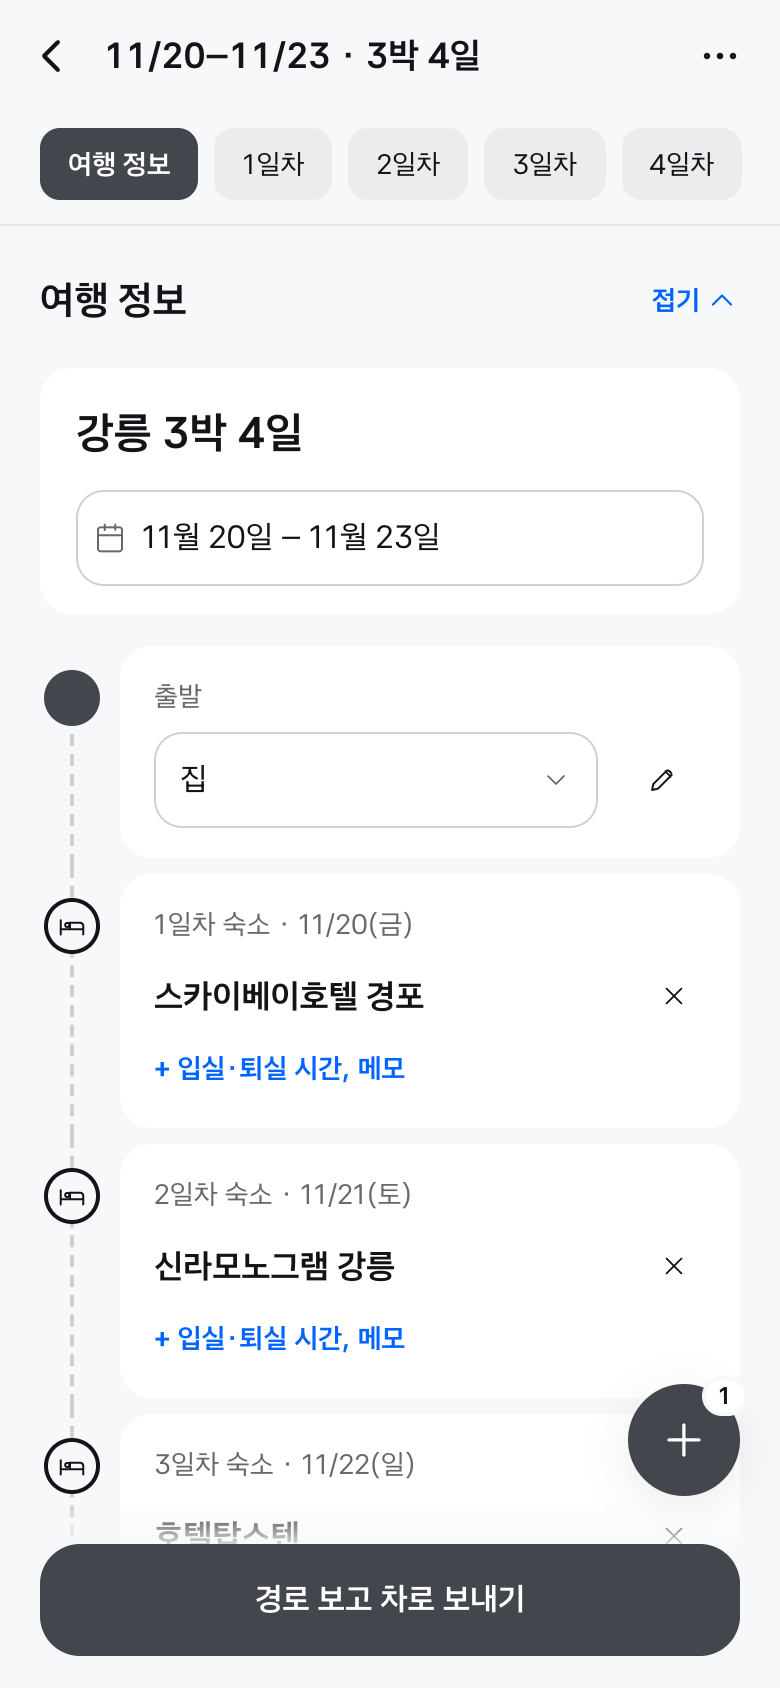 11/20–11/23 · 3박 4일
여행 정보 1일차 2일차 3일차 4일차
여행 정보 접기
강릉 3박 4일
11월 20일 – 11월 23일
출발
집
1일차 숙소 · 11/20(금)
스카이베이호텔 경포
+ 입실·퇴실 시간, 메모
2일차 숙소 · 11/21(토)
신라모노그램 강릉
+ 입실·퇴실 시간, 메모
1
3일차 숙소 · 11/22(일)
호텔탑스텐
경로 보고 차로 보내기